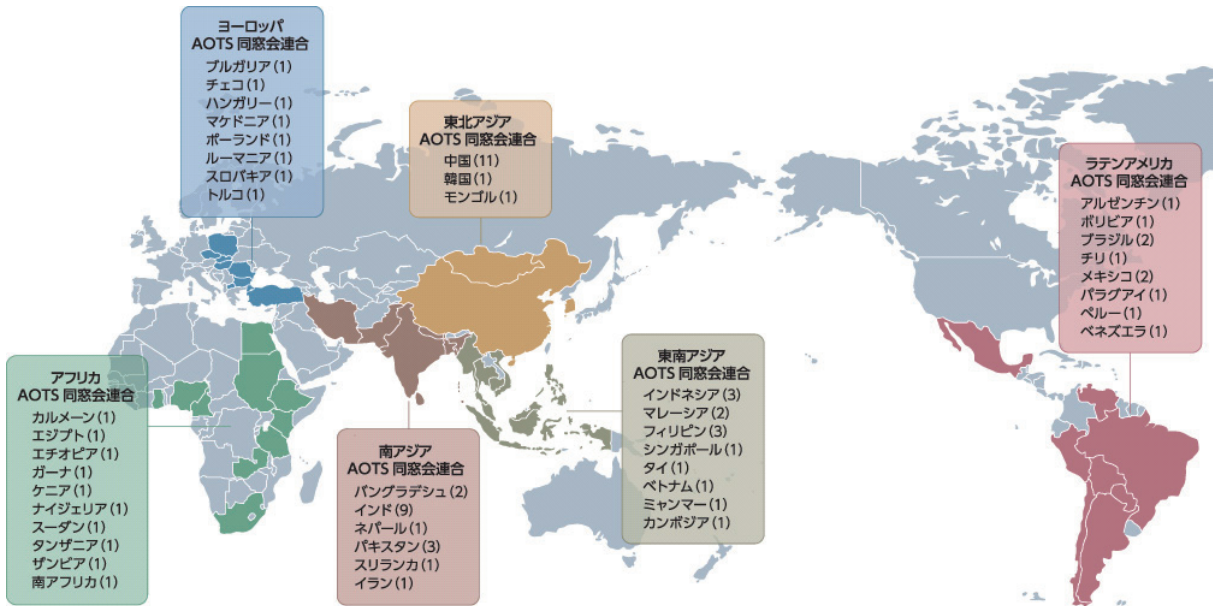 ヨーロッパ
AOTS 同窓会連合
ブルガリア(1)
チェコ(1)
ハンガリー(1)
マケドニア(1)
ポーランド(1)
ルーマニア(1)
スロバキア(1)
トルコ(1)
東北アジア
AOTS 同窓会連合
中国(11)
韓国(1)
モンゴル(1)
ラテンアメリカ
AOTS 同窓会連合
アルゼンチン(1)
ボリビア(1)
ブラジル(2)
チリ(1)
メキシコ(2)
パラグアイ(1)
ペルー(1)
ベネズエラ(1)
アフリカ
AOTS 同窓会連合
カルメーン(1)
エジプト(1)
エチオピア(1)
ガーナ(1)
ケニア(1)
ナイジェリア(1)
スーダン(1)
タンザニア(1)
ザンビア(1)
南アフリカ(1)
南アジア
AOTS 同窓会連合
バングラデシュ(2)
インド(9)
ネパール(1)
パキスタン(3)
スリランカ(1)
イラン(1)
東南アジア
AOTS 同窓会連合
インドネシア(3)
マレーシア(2)
フィリピン(3)
シンガポール(1)
タイ(1)
ベトナム(1)
ミャンマー(1)
カンボジア(1)